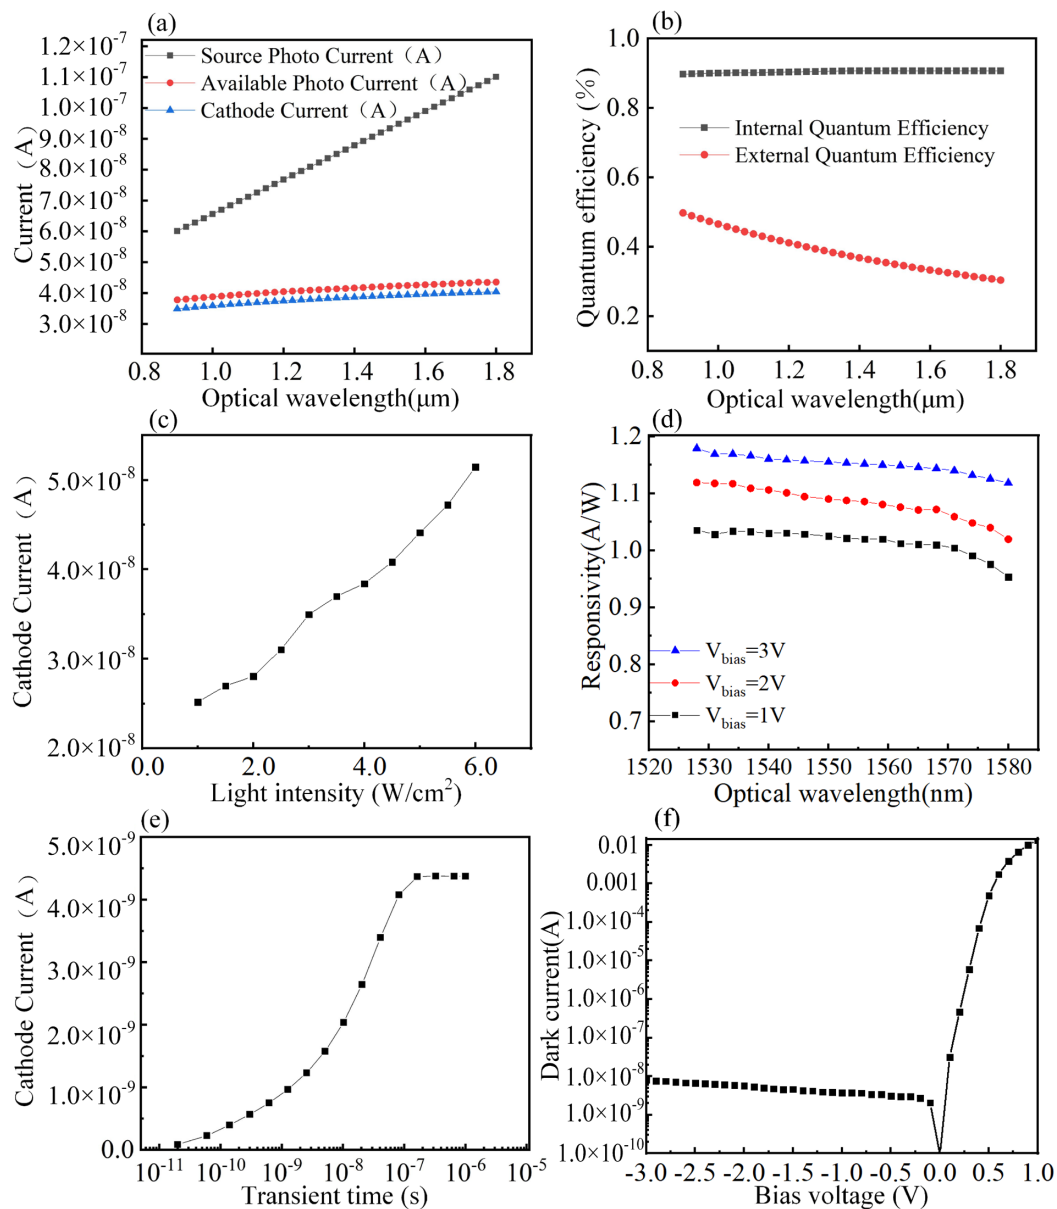 (a)
1.2×10⁻⁷
1.1×10⁻⁷
1.0×10⁻⁷
9.0×10⁻⁸
8.0×10⁻⁸
7.0×10⁻⁸
6.0×10⁻⁸
5.0×10⁻⁸
4.0×10⁻⁸
3.0×10⁻⁸
Current（A）
Source Photo Current（A）
Available Photo Current（A）
Cathode Current（A）
0.8 1.0 1.2 1.4 1.6 1.8
Optical wavelength(μm)
(b)
1.0
0.8
0.6
0.4
0.2
Quantum efficiency (%)
Internal Quantum Efficiency
External Quantum Efficiency
0.8 1.0 1.2 1.4 1.6 1.8
Optical wavelength(μm)
(c)
5.0×10⁻⁸
4.0×10⁻⁸
3.0×10⁻⁸
2.0×10⁻⁸
Cathode Current（A）
0.0 2.0 4.0 6.0
Light intensity (W/cm²)
(d)
1.2
1.1
1.0
0.9
0.8
0.7
Responsivity(A/W)
V_bias=3V
V_bias=2V
V_bias=1V
1520 1530 1540 1550 1560 1570 1580
Optical wavelength(nm)
(e)
5.0×10⁻⁹
4.0×10⁻⁹
3.0×10⁻⁹
2.0×10⁻⁹
1.0×10⁻⁹
0.0
Cathode Current（A）
10⁻¹¹ 10⁻¹⁰ 10⁻⁹ 10⁻⁸ 10⁻⁷ 10⁻⁶ 10⁻⁵
Transient time (s)
(f)
0.01
0.001
1.0×10⁻⁴
1.0×10⁻⁵
1.0×10⁻⁶
1.0×10⁻⁷
1.0×10⁻⁸
1.0×10⁻⁹
1.0×10⁻¹⁰
Dark current(A)
-3.0 -2.5 -2.0 -1.5 -1.0 -0.5 0.0 0.5 1.0
Bias voltage (V)